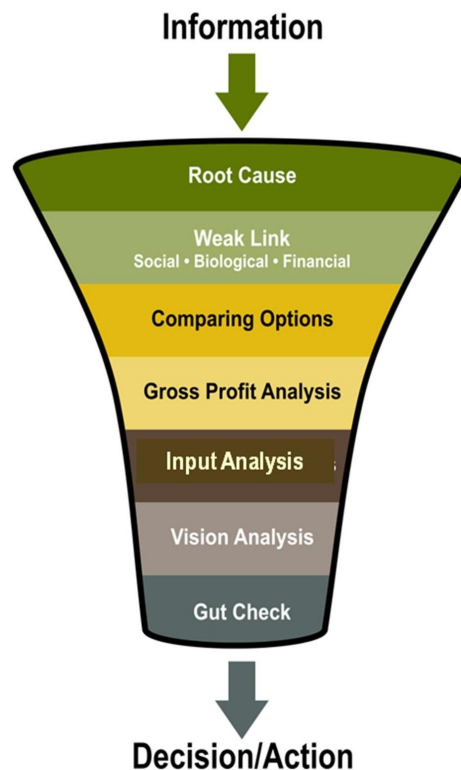 Information
Root Cause
Weak Link
Social • Biological • Financial
Comparing Options
Gross Profit Analysis
Input Analysis
Vision Analysis
Gut Check
Decision/Action